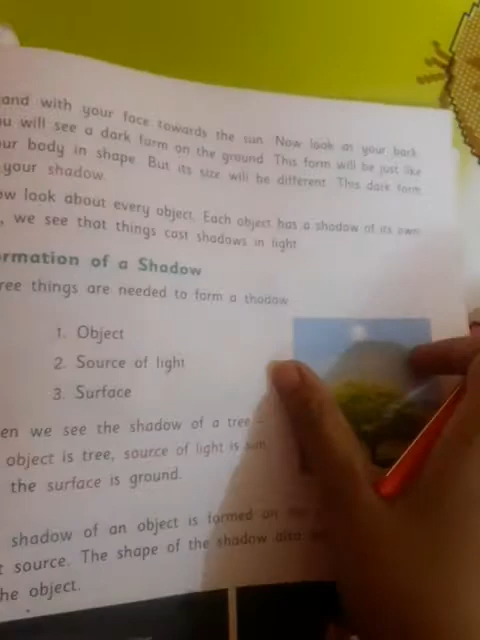 and with your face towards the sun. Now look at your back.
ou will see a dark form on the ground. This form will be just like
ur body in shape. But its size will be different. This dark form
your shadow.
ow look about every object. Each object has a shadow of its own
, we see that things cast shadows in light
rmation of a Shadow
ree things are needed to form a shadow
1. Object
2. Source of light
3. Surface
en we see the shadow of a tree -
object is tree, source of light is sun
the surface is ground.
shadow of an object is formed on
t source. The shape of the shadow also
he object.